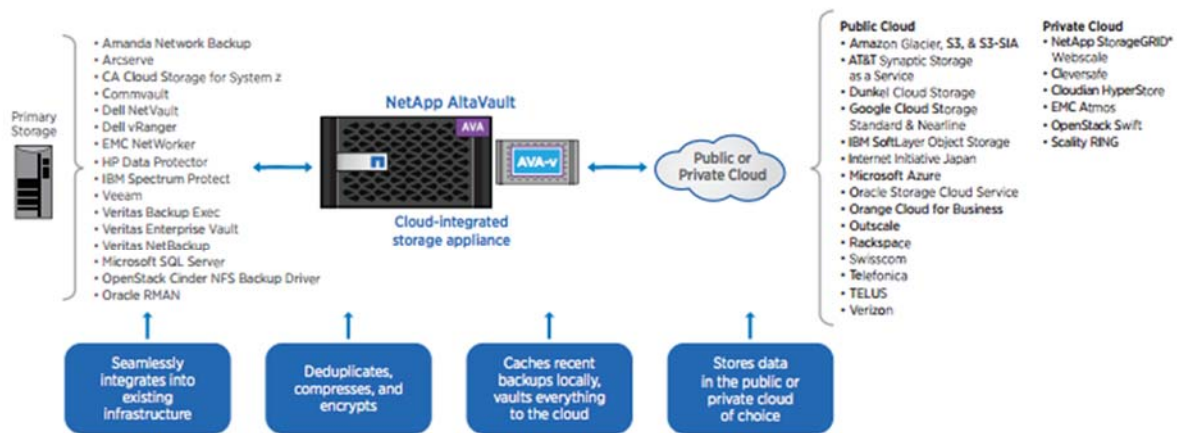 Primary
Storage
• Amanda Network Backup
• Arcserve
• CA Cloud Storage for System z
• Commvault
• Dell NetVault
• Dell vRanger
• EMC NetWorker
• HP Data Protector
• IBM Spectrum Protect
• Veeam
• Veritas Backup Exec
• Veritas Enterprise Vault
• Veritas NetBackup
• Microsoft SQL Server
• OpenStack Cinder NFS Backup Driver
• Oracle RMAN
NetApp AltaVault
AVA
AVA-v
Cloud-integrated
storage appliance
Public or
Private Cloud
Public Cloud
• Amazon Glacier, S3, & S3-SIA
• AT&T Synaptic Storage
as a Service
• Dunkel Cloud Storage
• Google Cloud Storage
Standard & Nearline
• IBM SoftLayer Object Storage
• Internet Initiative Japan
• Microsoft Azure
• Oracle Storage Cloud Service
• Orange Cloud for Business
• Outscale
• Rackspace
• Swisscom
• Telefonica
• TELUS
• Verizon
Private Cloud
• NetApp StorageGRID®
Webscale
• Cleversafe
• Cloudian HyperStore
• EMC Atmos
• OpenStack Swift
• Scality RING
Seamlessly
integrates into
existing
infrastructure
Deduplicates,
compresses, and
encrypts
Caches recent
backups locally,
vaults everything
to the cloud
Stores data
in the public or
private cloud
of choice